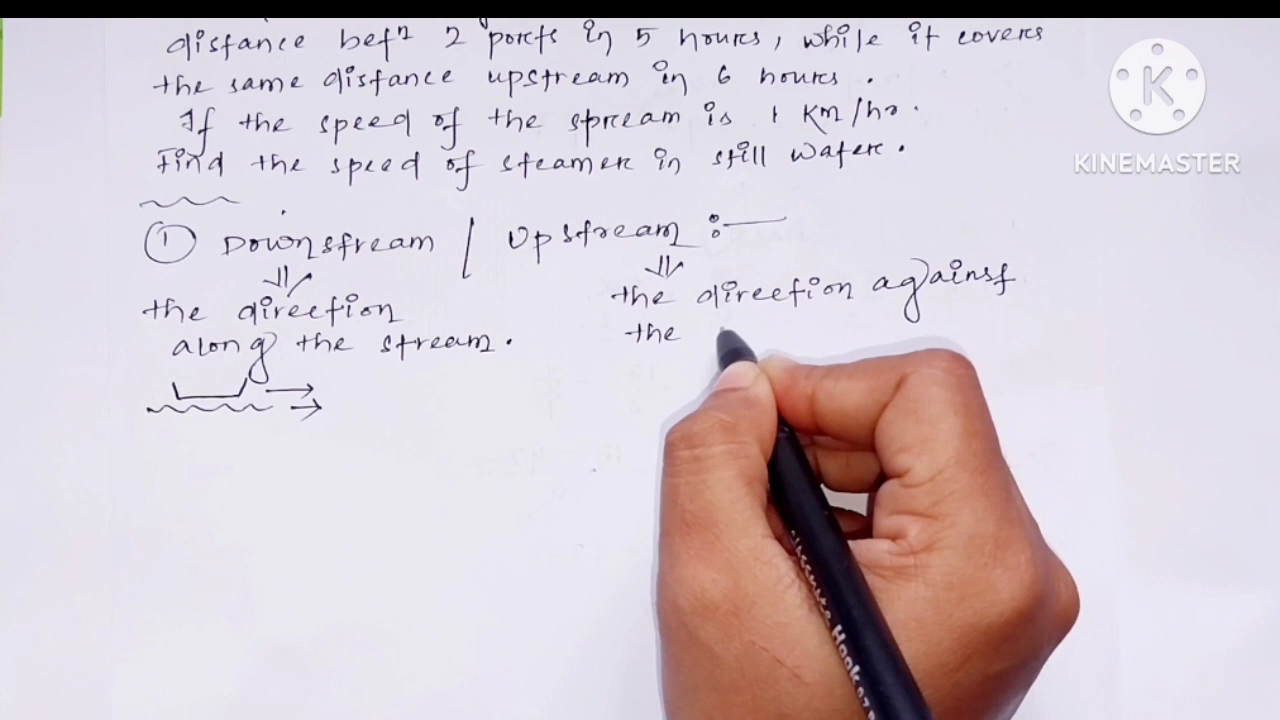 distance betⁿ 2 ports in 5 hours, while it covers
the same distance upstream in 6 hours.
If the speed of the spream is 1 Km/hr.
Find the speed of steamer in still water.
① Downstream / Upstream :—
the direction
along the stream.
the direction against
the
K
KINEMASTER